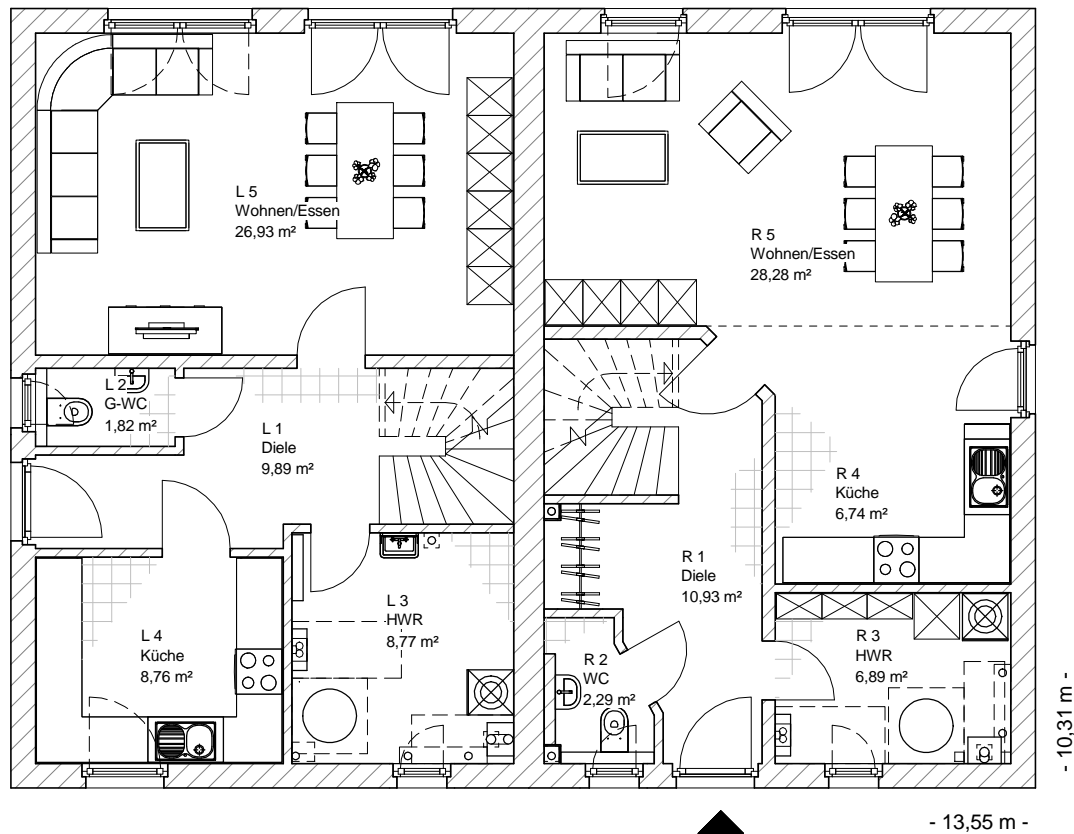 L 5
Wohnen/Essen
26,93 m²
R 5
Wohnen/Essen
28,28 m²
L 2
G-WC
1,82 m²
L 1
Diele
9,89 m²
R 4
Küche
6,74 m²
R 1
Diele
10,93 m²
L 3
HWR
8,77 m²
L 4
Küche
8,76 m²
R 2
WC
2,29 m²
R 3
HWR
6,89 m²
- 10,31 m -
- 13,55 m -